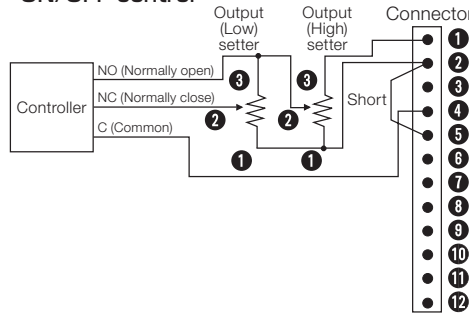 ON/OFF control
Output
(Low)
setter
Output
(High)
setter
Connector
NO (Normally open)
NC (Normally close)
C (Common)
Controller
Short
3
2
1
3
2
1
1
2
3
4
5
6
7
8
9
10
11
12